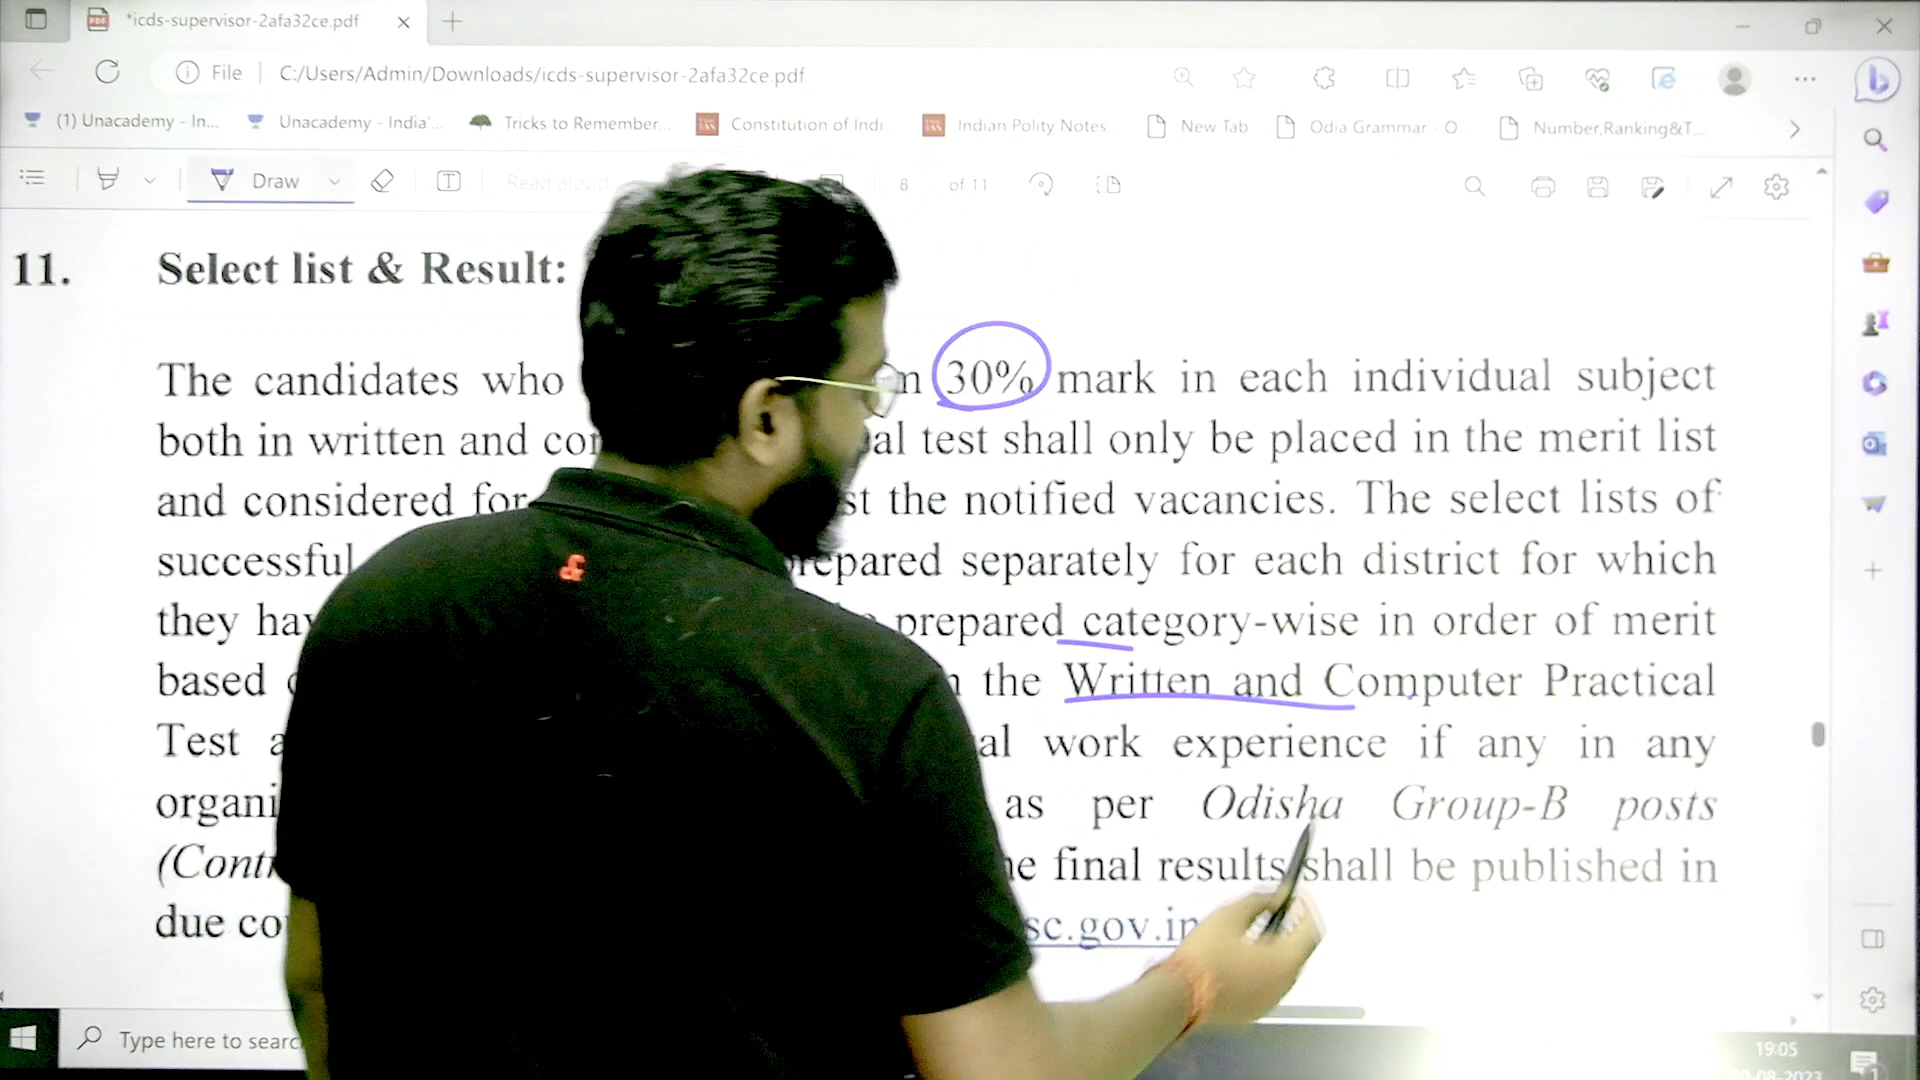 *icds-supervisor-2afa32ce.pdf
File C:/Users/Admin/Downloads/icds-supervisor-2afa32ce.pdf
(1) Unacademy - In... Unacademy - India'... Tricks to Remember... Constitution of Indi... Indian Polity Notes New Tab Odia Grammar - O... Number,Ranking&T...
Draw Read aloud 8 of 11
11. Select list & Result:
The candidates who 30% mark in each individual subject
both in written and al test shall only be placed in the merit list
and considered for st the notified vacancies. The select lists of
successful repared separately for each district for which
they prepared category-wise in order of merit
based the Written and Computer Practical
Test al work experience if any in any
organi as per Odisha Group-B posts
(Cont final results shall be published in
due sc.gov.in
Type here to searc
19:05